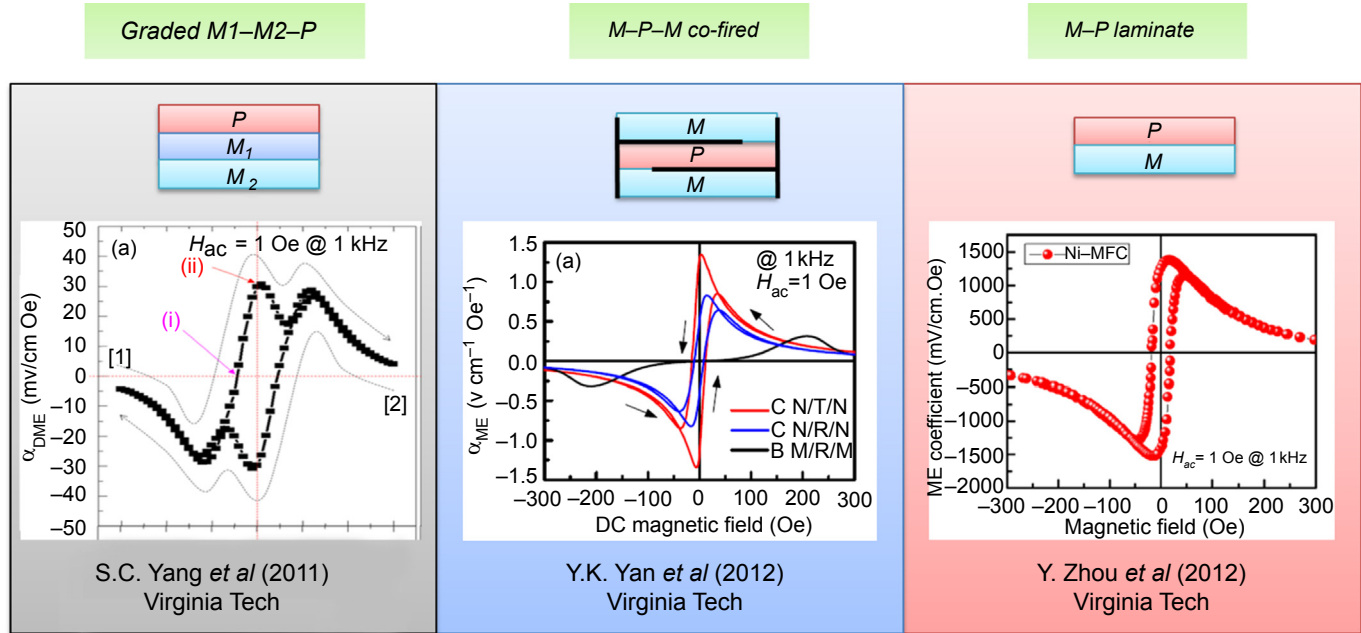 Graded M1–M2–P
M–P–M co-fired
M–P laminate
P
M1
M2
50
40
30
20
10
0
–10
–20
–30
–40
–50
αDME (mv/cm Oe)
(a)
Hac = 1 Oe @ 1 kHz
(ii)
(i)
[1]
[2]
S.C. Yang et al (2011)
Virginia Tech
M
P
M
1.5
1.0
0.5
0.0
–0.5
–1.0
–1.5
αME (v cm–1 Oe–1)
(a)
@ 1 kHz
Hac=1 Oe
C N/T/N
C N/R/N
B M/R/M
–300 –200 –100 0 100 200 300
DC magnetic field (Oe)
Y.K. Yan et al (2012)
Virginia Tech
P
M
1500
1000
500
0
–500
–1000
–1500
–2000
ME coefficient (mV/cm.Oe)
Ni–MFC
Hac= 1 Oe @ 1 kHz
–300 –200 –100 0 100 200 300
Magnetic field (Oe)
Y. Zhou et al (2012)
Virginia Tech